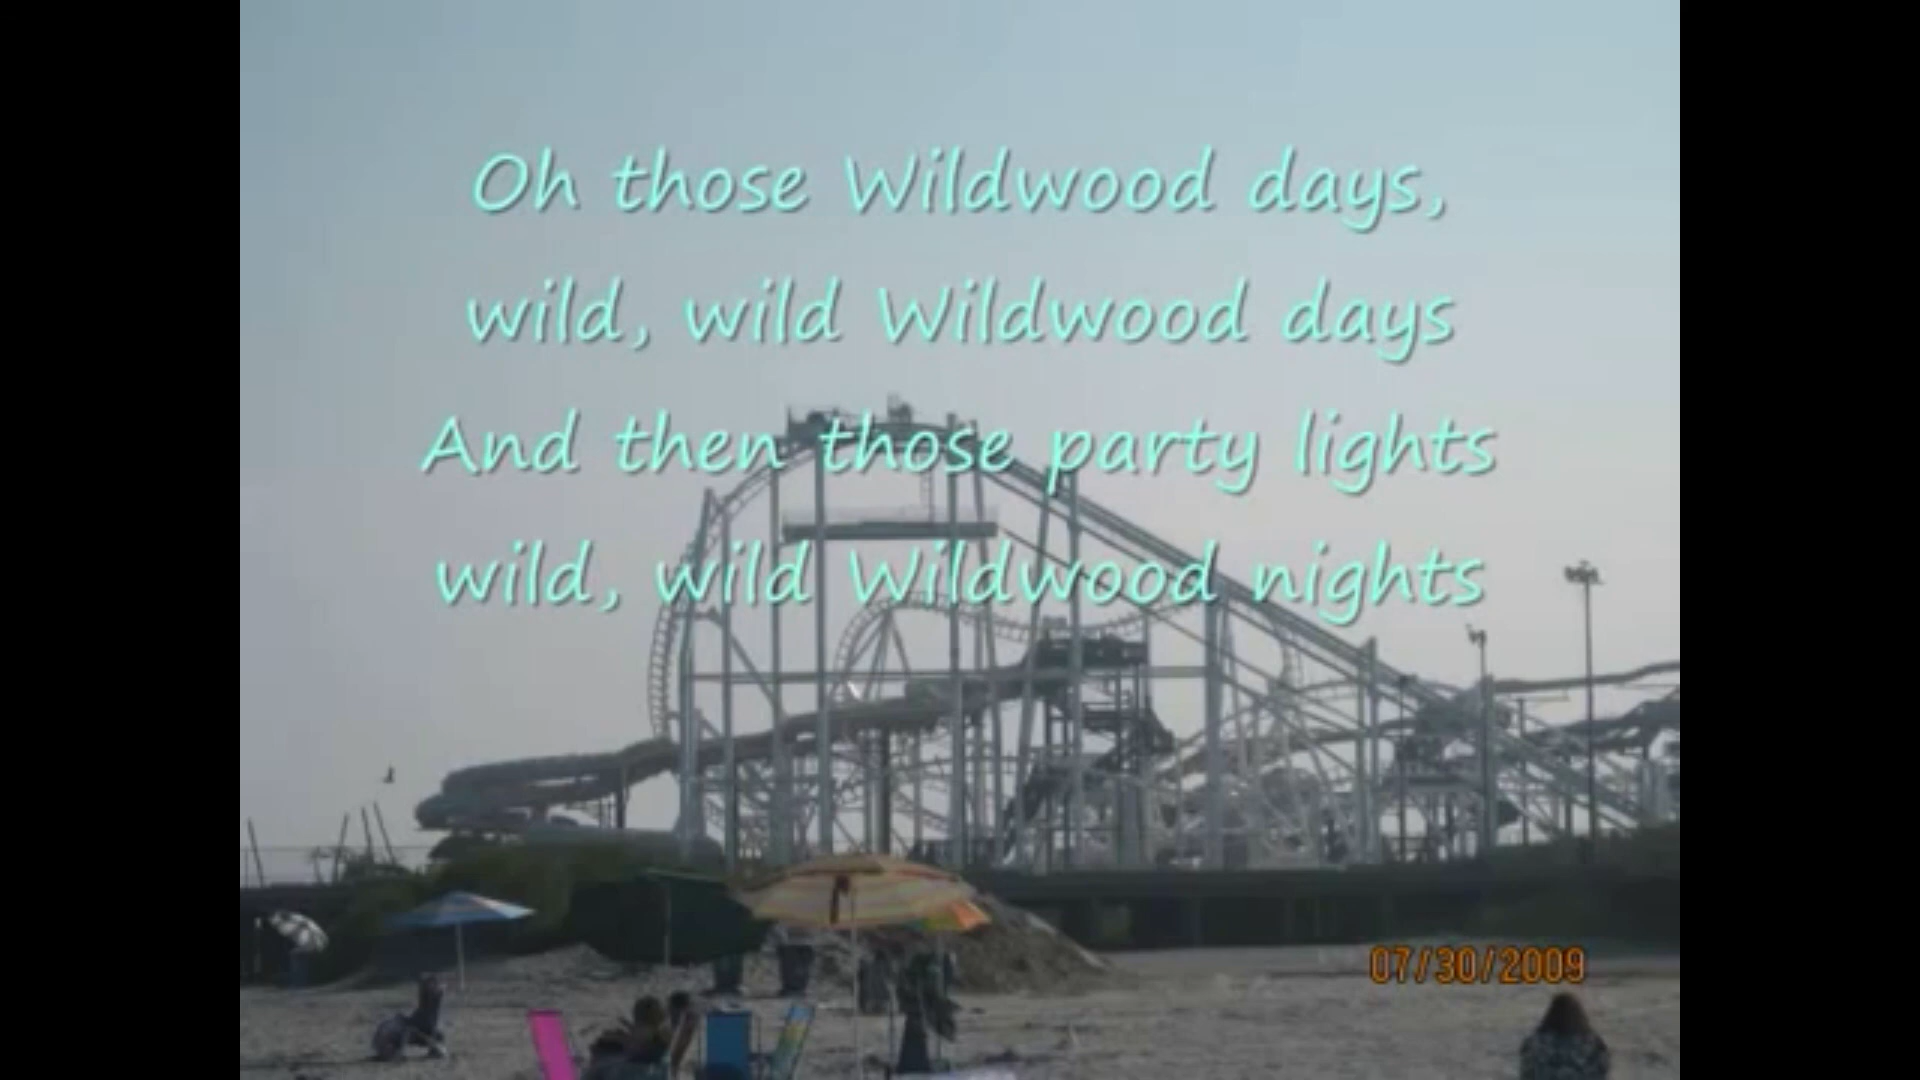 Oh those Wildwood days,
wild, wild Wildwood days
And then those party lights
wild, wild Wildwood nights
07/30/2009